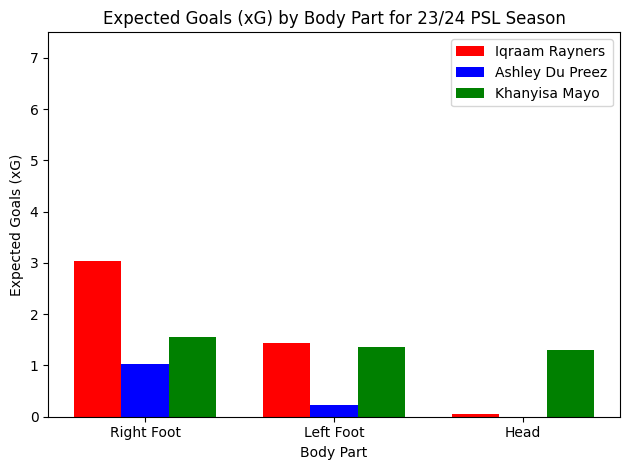 Expected Goals (xG) by Body Part for 23/24 PSL Season
Iqraam Rayners
Ashley Du Preez
Khanyisa Mayo
Expected Goals (xG)
7
6
5
4
3
2
1
0
Right Foot
Left Foot
Head
Body Part